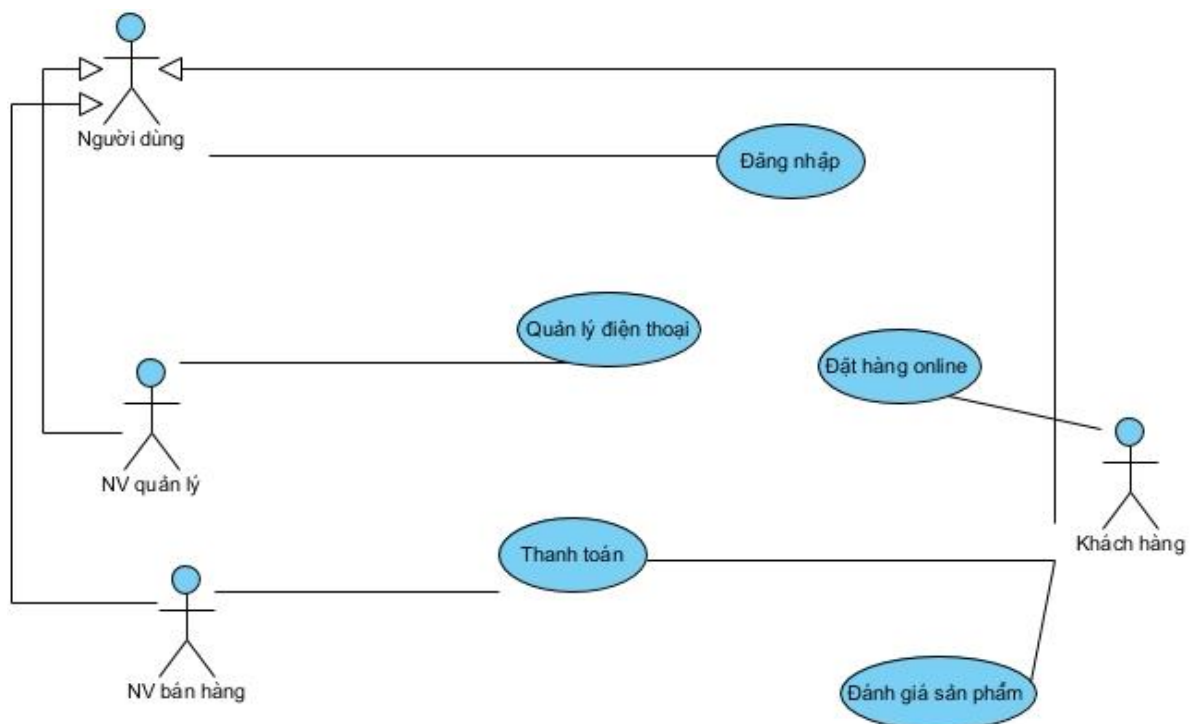 Người dùng
Đăng nhập
Quản lý điện thoại
Đặt hàng online
NV quản lý
Khách hàng
Thanh toán
NV bán hàng
Đánh giá sản phẩm